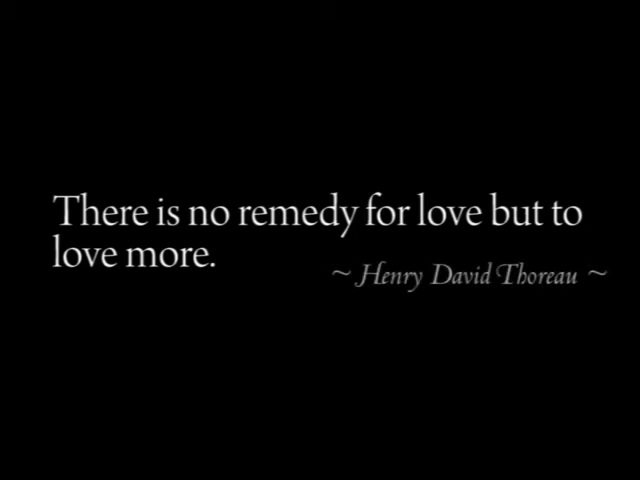 There is no remedy for love but to
love more.
~ Henry David Thoreau ~